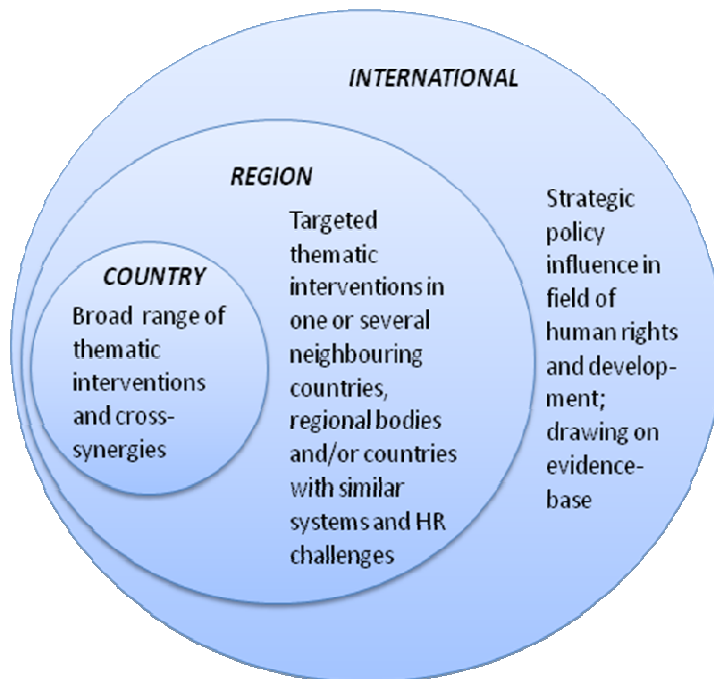 INTERNATIONAL
REGION
COUNTRY
Broad range of
thematic
interventions
and cross-
synergies
Targeted
thematic
interventions in
one or several
neighbouring
countries,
regional bodies
and/or countries
with similar
systems and HR
challenges
Strategic
policy
influence in
field of
human rights
and develop-
ment;
drawing on
evidence-
base